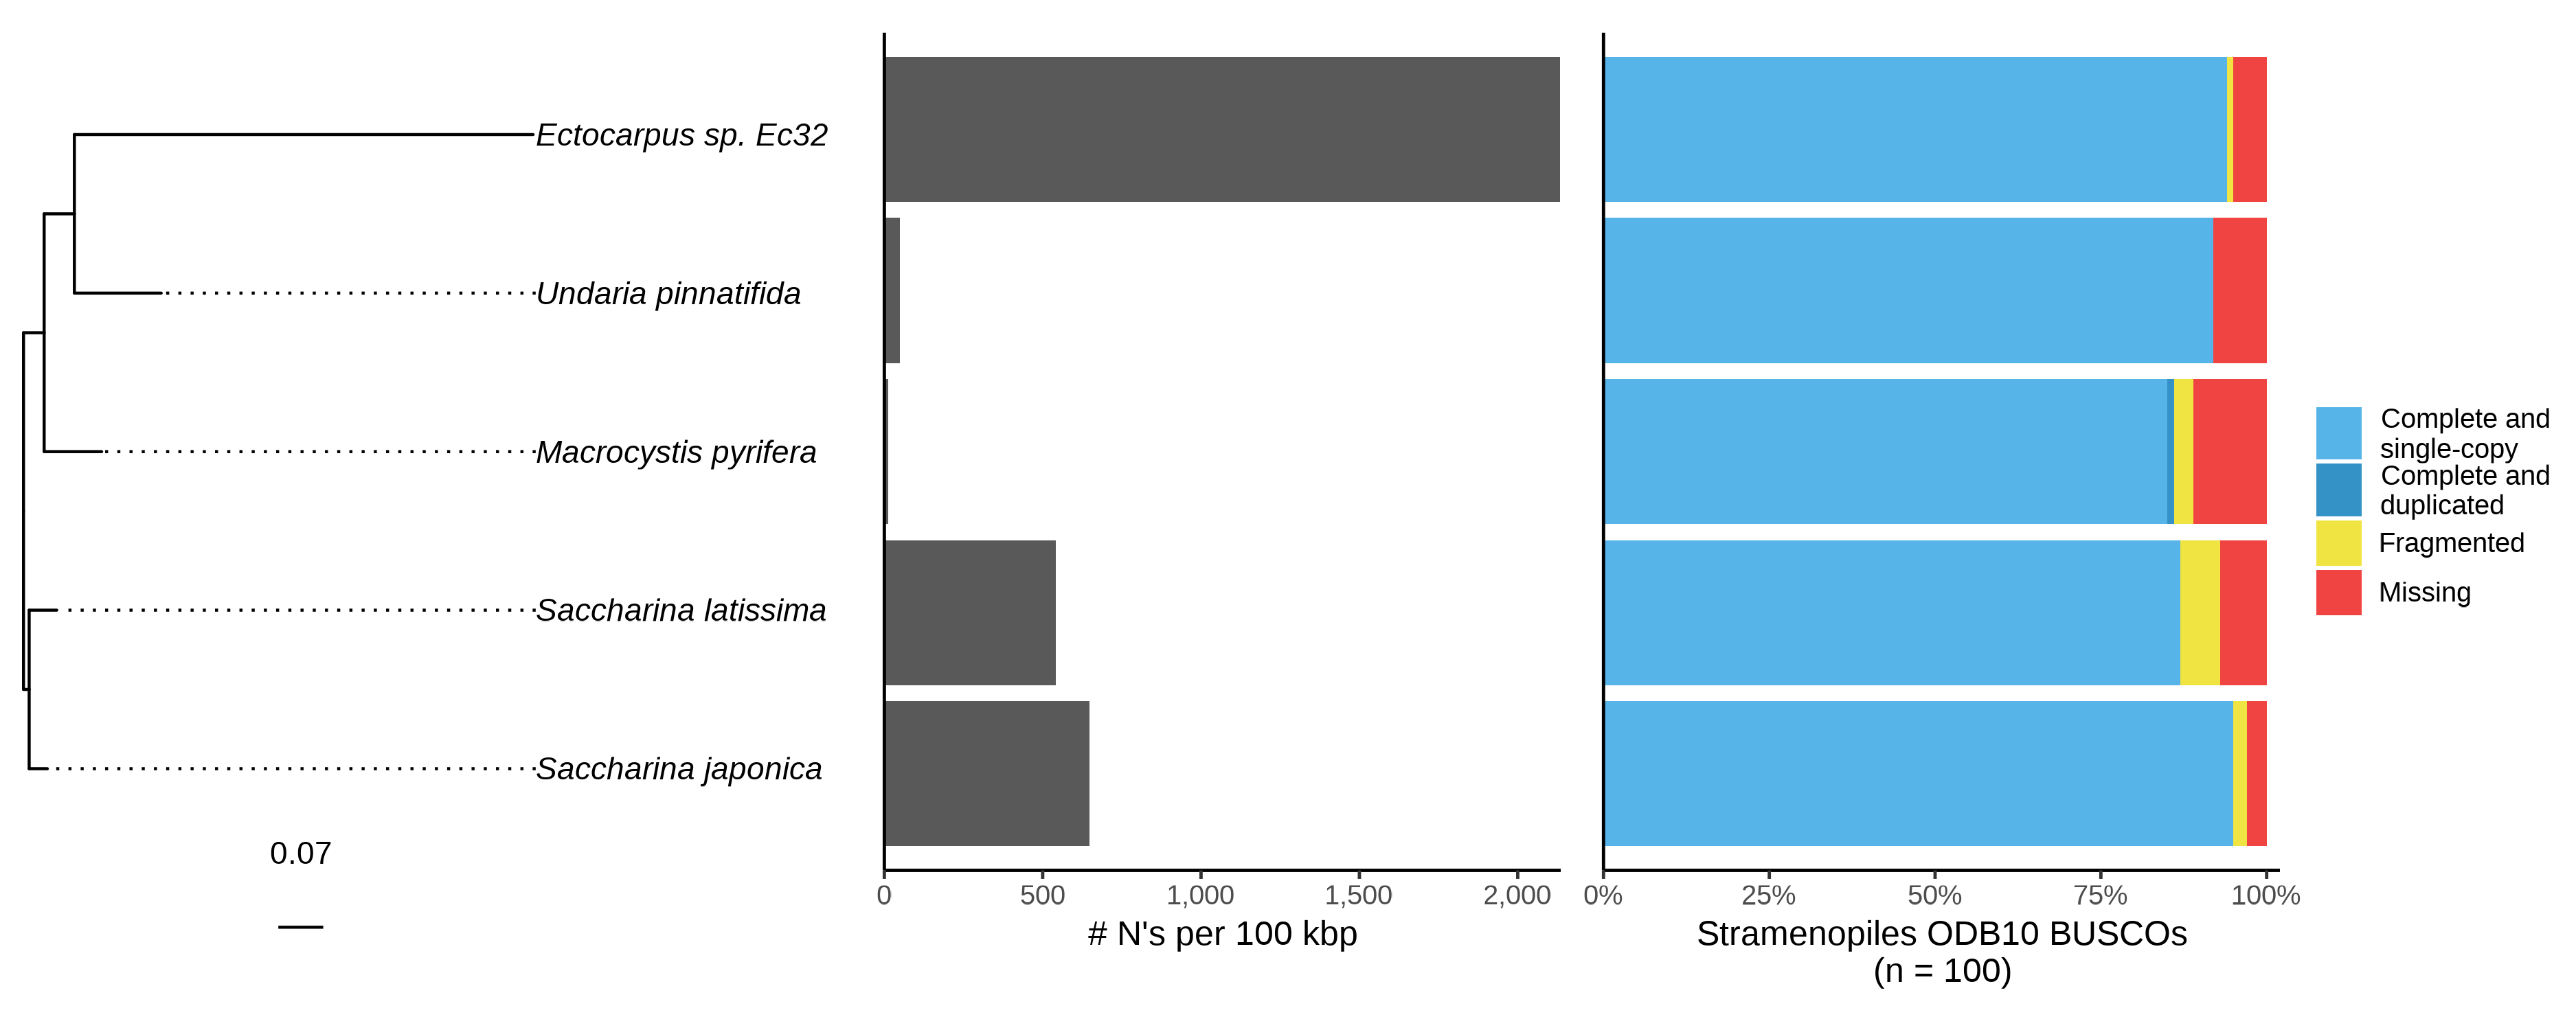 Ectocarpus sp. Ec32
Undaria pinnatifida
Macrocystis pyrifera
Saccharina latissima
Saccharina japonica
0.07
0 500 1,000 1,500 2,000
# N's per 100 kbp
0% 25% 50% 75% 100%
Stramenopiles ODB10 BUSCOs
(n = 100)
Complete and
single-copy
Complete and
duplicated
Fragmented
Missing